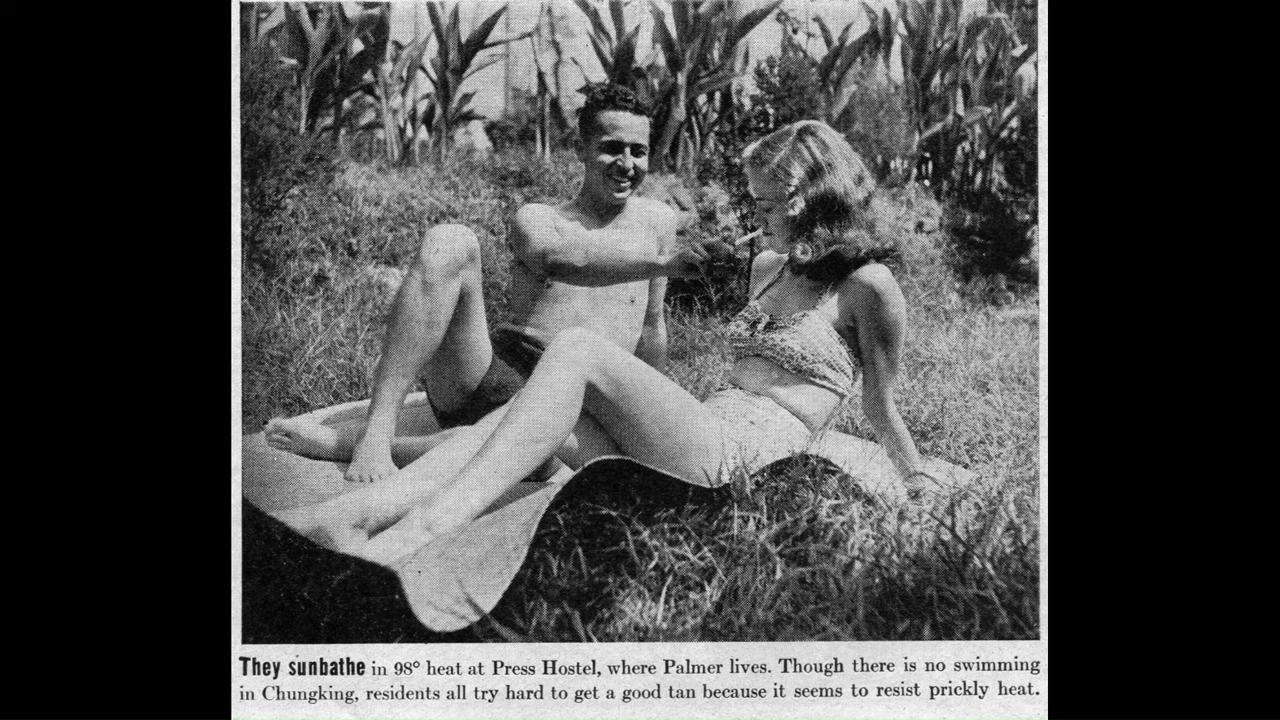 They sunbathe in 98° heat at Press Hostel, where Palmer lives. Though there is no swimming
in Chungking, residents all try hard to get a good tan because it seems to resist prickly heat.